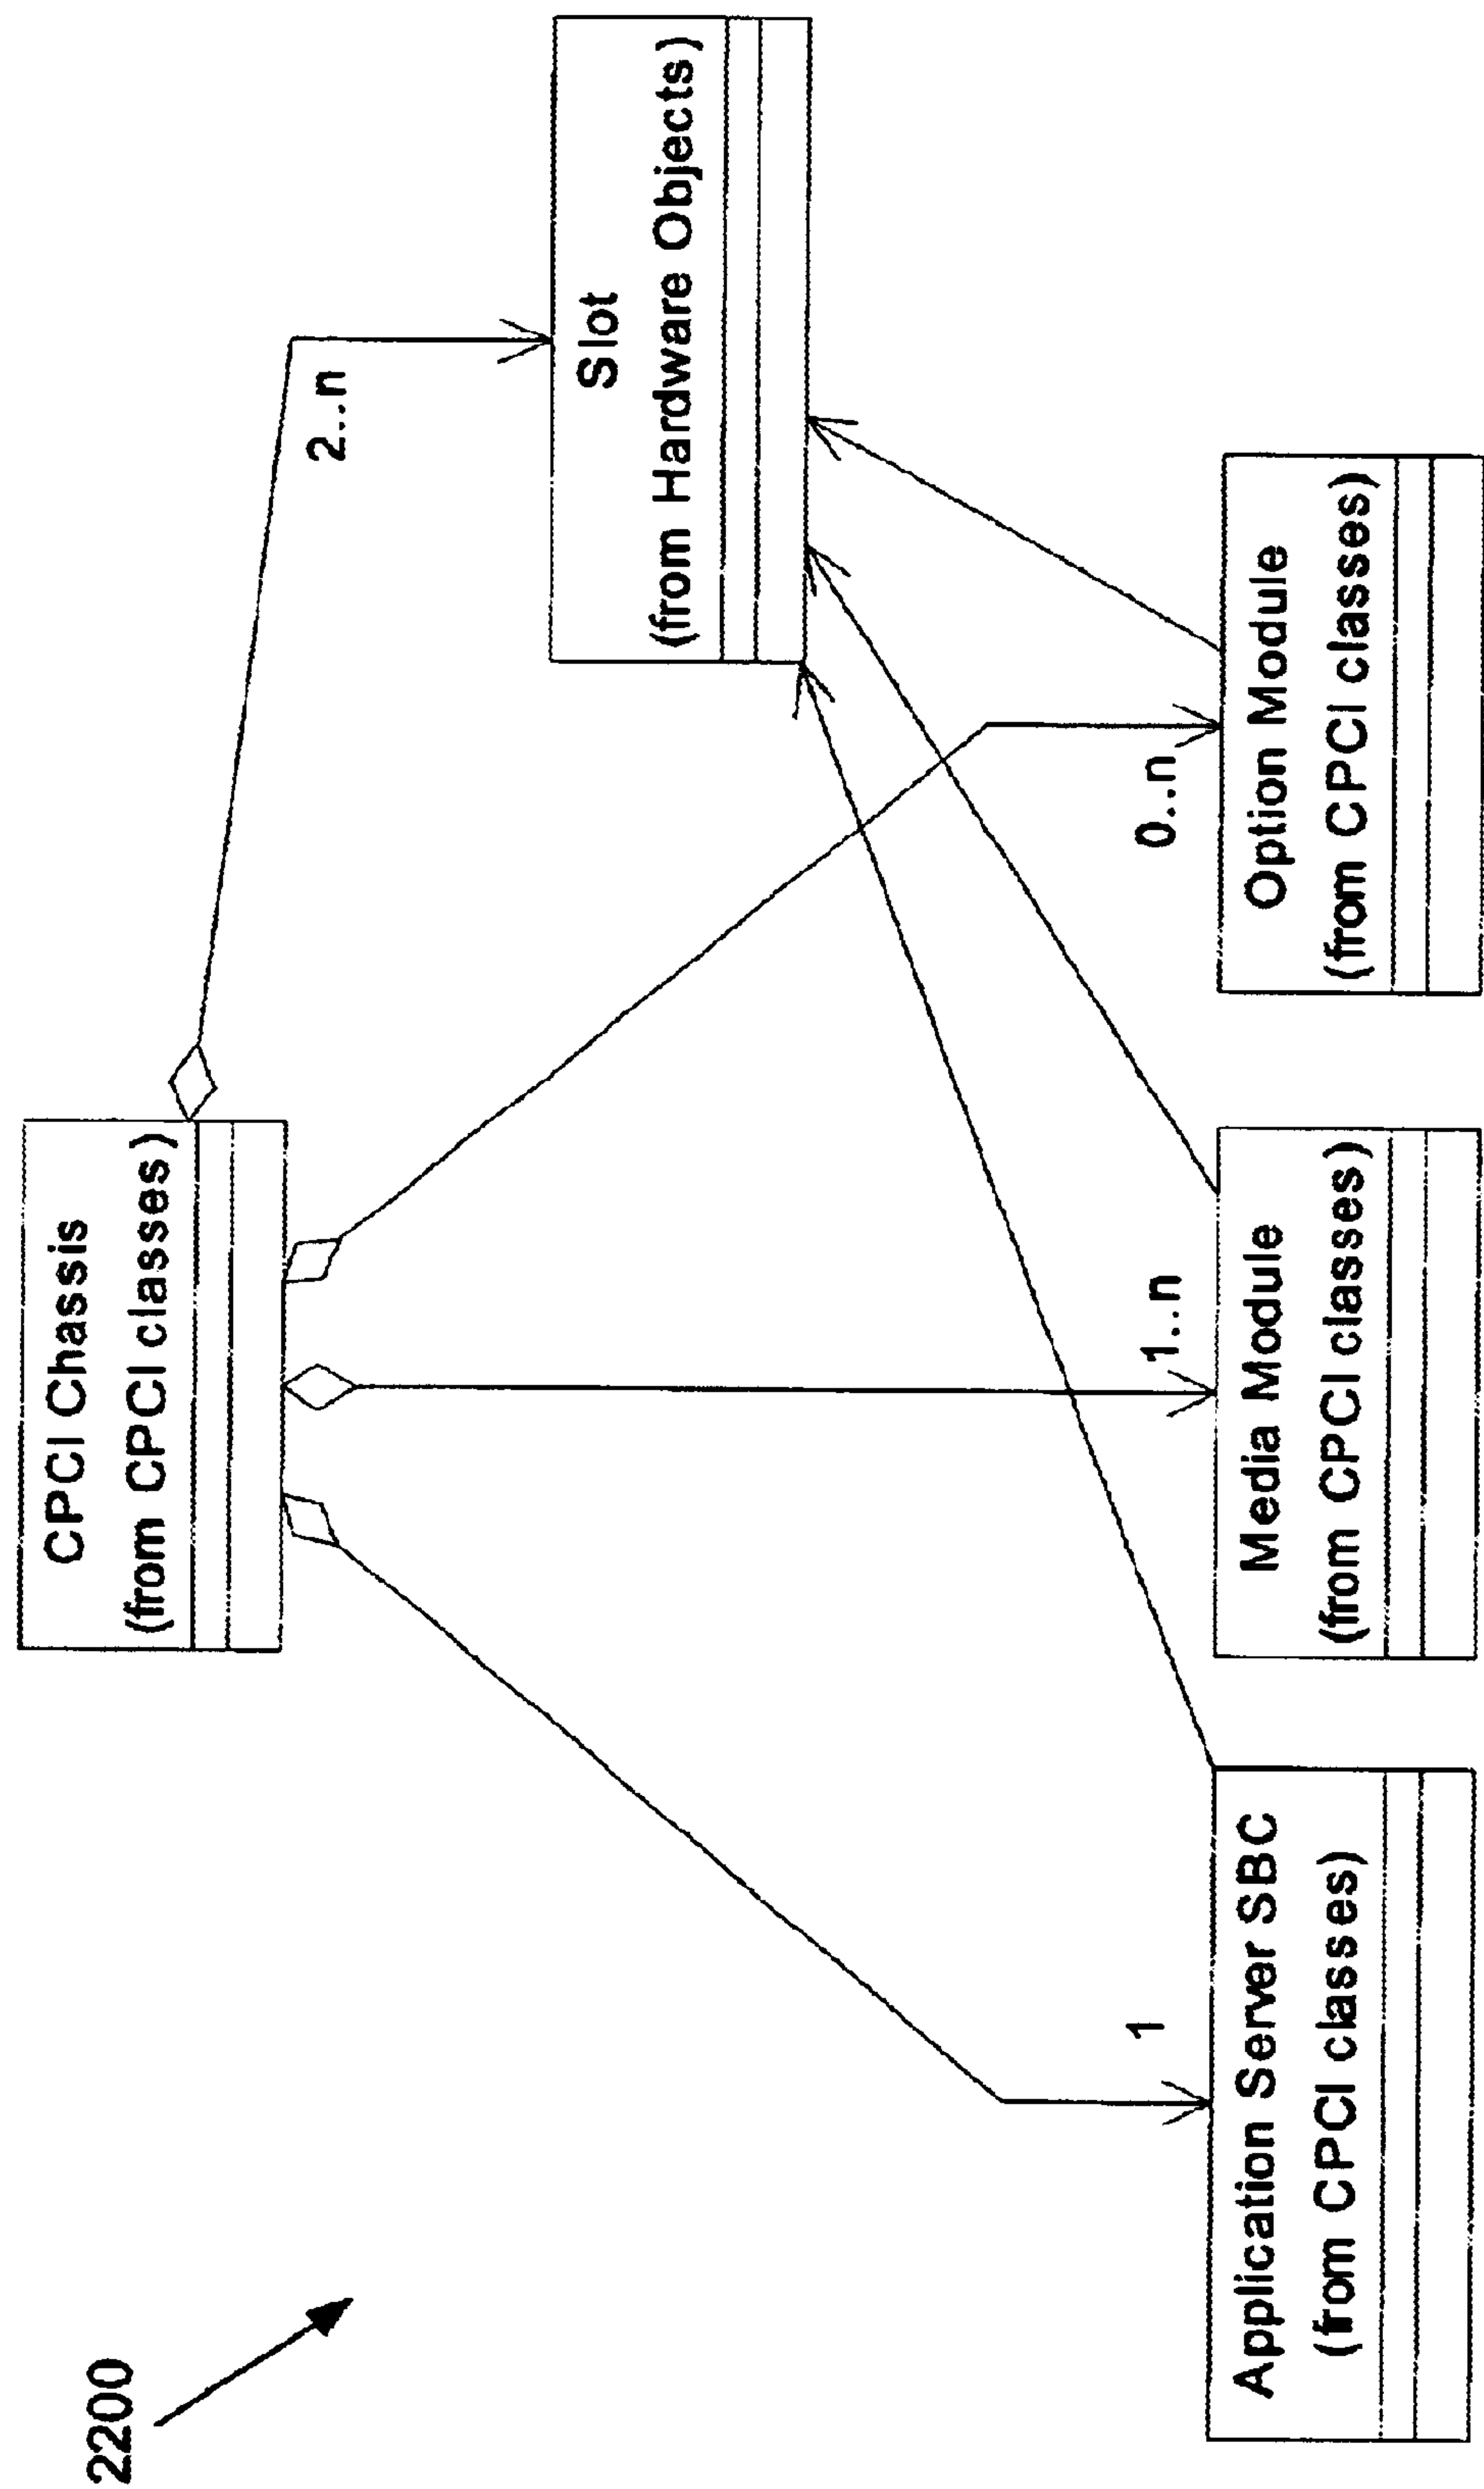 2200
CPCI Chassis
(from CPCI classes)
2..n
Slot
(from Hardware Objects)
1
1..n
0..n
Application Server SBC
(from CPCI classes)
Media Module
(from CPCI classes)
Option Module
(from CPCI classes)